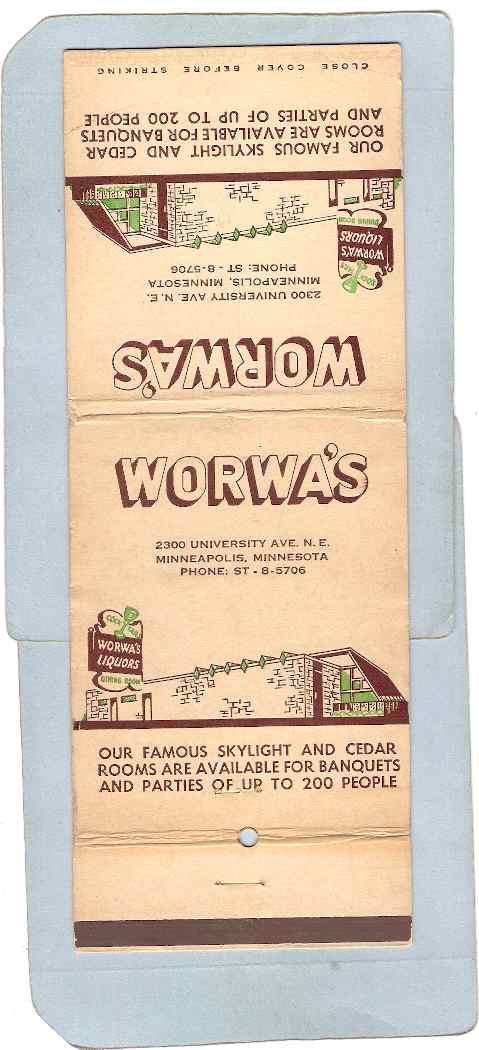 CLOSE COVER BEFORE STRIKING
OUR FAMOUS SKYLIGHT AND CEDAR
ROOMS ARE AVAILABLE FOR BANQUETS
AND PARTIES OF UP TO 200 PEOPLE
COCKTAILS
WORWA'S
LIQUORS
DINING ROOM
2300 UNIVERSITY AVE. N.E.
MINNEAPOLIS, MINNESOTA
PHONE: ST - 8-5706
WORWA'S
WORWA'S
2300 UNIVERSITY AVE. N.E.
MINNEAPOLIS, MINNESOTA
PHONE: ST - 8-5706
COCKTAILS
WORWA'S
LIQUORS
DINING ROOM
OUR FAMOUS SKYLIGHT AND CEDAR
ROOMS ARE AVAILABLE FOR BANQUETS
AND PARTIES OF UP TO 200 PEOPLE